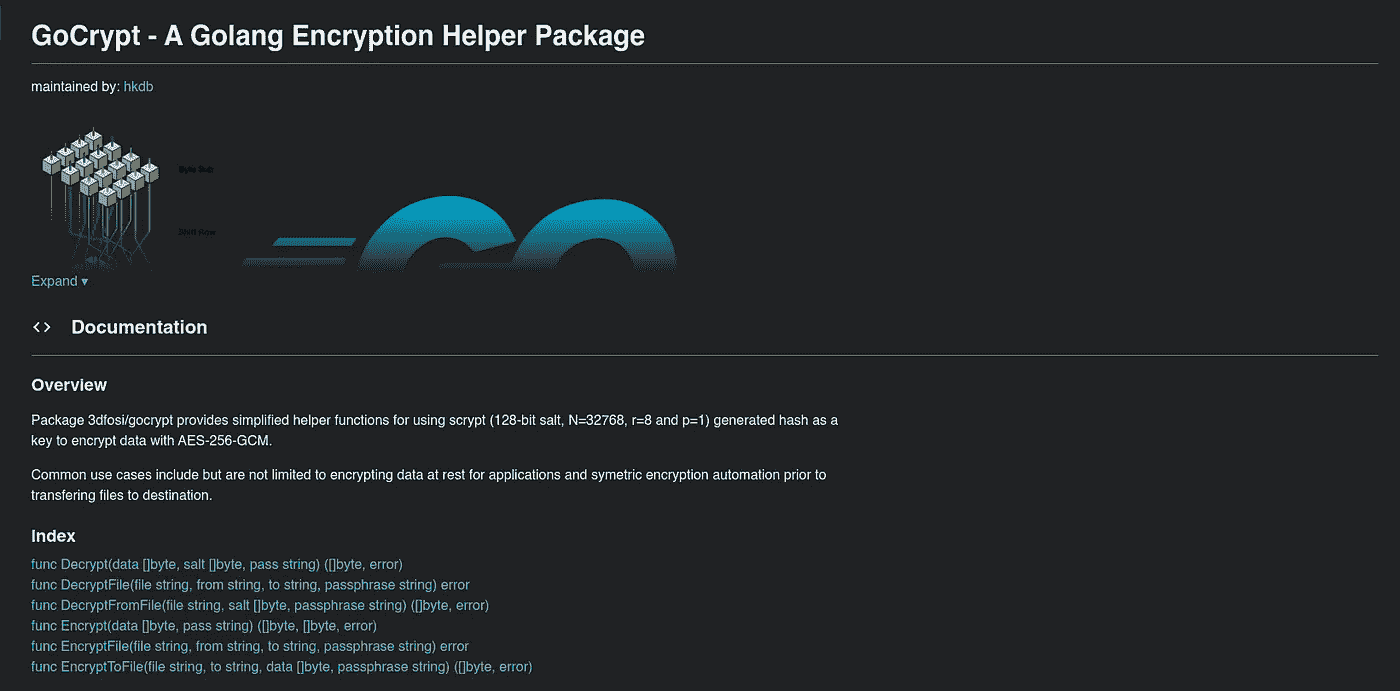 GoCrypt - A Golang Encryption Helper Package
maintained by: hkdb
Byte Sub
Shift Row
GO
Expand ▾
<> Documentation
Overview
Package 3dfosi/gocrypt provides simplified helper functions for using scrypt (128-bit salt, N=32768, r=8 and p=1) generated hash as a
key to encrypt data with AES-256-GCM.
Common use cases include but are not limited to encrypting data at rest for applications and symetric encryption automation prior to
transfering files to destination.
Index
func Decrypt(data []byte, salt []byte, pass string) ([]byte, error)
func DecryptFile(file string, from string, to string, passphrase string) error
func DecryptFromFile(file string, salt []byte, passphrase string) ([]byte, error)
func Encrypt(data []byte, pass string) ([]byte, []byte, error)
func EncryptFile(file string, from string, to string, passphrase string) error
func EncryptToFile(file string, to string, data []byte, passphrase string) ([]byte, error)